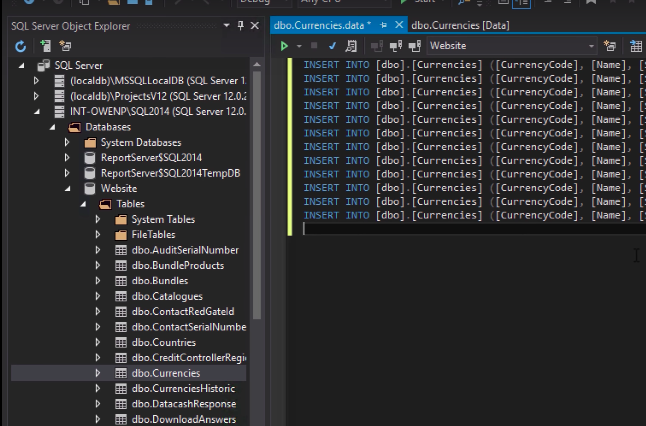 Debug
Any CPU
Start
SQL Server Object Explorer
SQL Server
(localdb)\MSSQLLocalDB (SQL Server 1
(localdb)\ProjectsV12 (SQL Server 12.0.
INT-OWENP\SQL2014 (SQL Server 12.0.
Databases
System Databases
ReportServer$SQL2014
ReportServer$SQL2014TempDB
Website
Tables
System Tables
FileTables
dbo.AuditSerialNumber
dbo.BundleProducts
dbo.Bundles
dbo.Catalogues
dbo.ContactRedGateId
dbo.ContactSerialNumbe
dbo.Countries
dbo.CreditControllerRegi
dbo.Currencies
dbo.CurrenciesHistoric
dbo.DatacashResponse
dbo.DownloadAnswers
dbo.Currencies.data* dbo.Currencies [Data]
Website
INSERT INTO [dbo].[Currencies] ([CurrencyCode], [Name], [S
INSERT INTO [dbo].[Currencies] ([CurrencyCode], [Name], [S
INSERT INTO [dbo].[Currencies] ([CurrencyCode], [Name], [S
INSERT INTO [dbo].[Currencies] ([CurrencyCode], [Name], [S
INSERT INTO [dbo].[Currencies] ([CurrencyCode], [Name], [S
INSERT INTO [dbo].[Currencies] ([CurrencyCode], [Name], [S
INSERT INTO [dbo].[Currencies] ([CurrencyCode], [Name], [S
INSERT INTO [dbo].[Currencies] ([CurrencyCode], [Name], [S
INSERT INTO [dbo].[Currencies] ([CurrencyCode], [Name], [S
INSERT INTO [dbo].[Currencies] ([CurrencyCode], [Name], [S
INSERT INTO [dbo].[Currencies] ([CurrencyCode], [Name], [S
INSERT INTO [dbo].[Currencies] ([CurrencyCode], [Name], [S